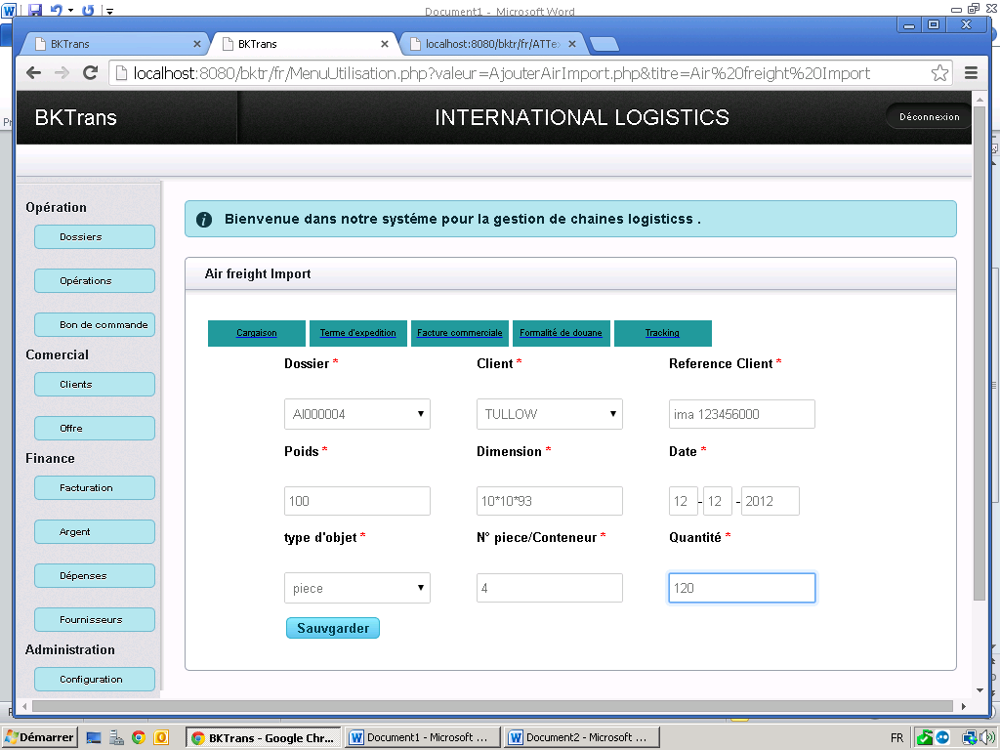 Document1 - Microsoft Word
BKTrans
BKTrans
localhost:8080/bktr/fr/ATTe
localhost:8080/bktr/fr/MenuUtilisation.php?valeur=AjouterAirImport.php&titre=Air%20freight%20Import
BKTrans
INTERNATIONAL LOGISTICS
Déconnexion
Opération
Dossiers
Opérations
Bon de commande
Comercial
Clients
Offre
Finance
Facturation
Argent
Dépenses
Fournisseurs
Administration
Configuration
Bienvenue dans notre systéme pour la gestion de chaines logisticss .
Air freight Import
Cargaison
Terme d'expedition
Facture commerciale
Formalité de douane
Tracking
Dossier * Client * Reference Client *
AI000004 TULLOW ima 123456000
Poids * Dimension * Date *
100 10*10*93 12 - 12 - 2012
type d'objet * N° piece/Conteneur * Quantité *
piece 4 120
Sauvgarder
Démarrer
BKTrans - Google Chr...
Document1 - Microsoft ...
Document2 - Microsoft ...
FR